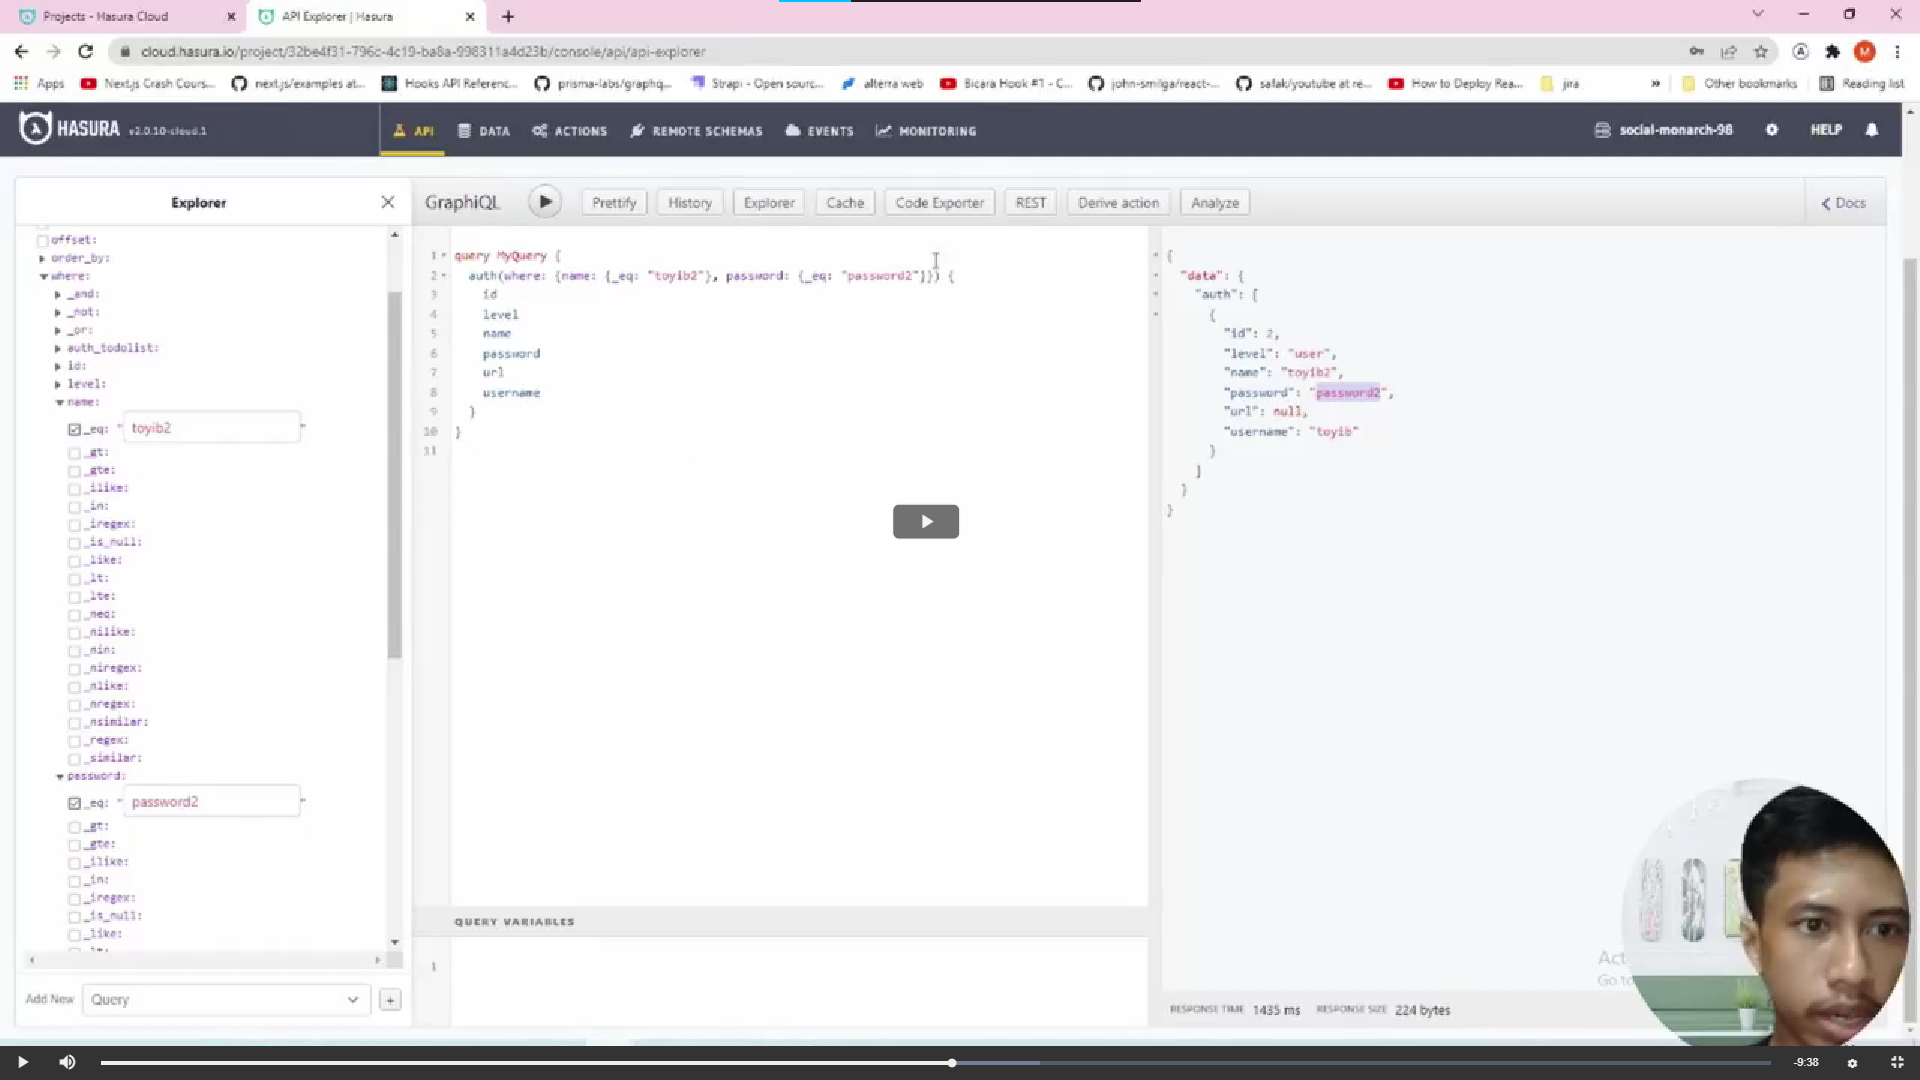 Projects - Hasura Cloud
API Explorer | Hasura
cloud.hasura.io/project/32be4f31-796c-4c19-ba8a-998311a4d23b/console/api/api-explorer
Apps
Next.js Crash Cours...
next.js/examples at...
Hooks API Referenc...
prisma-labs/graphq...
Strapi - Open sourc...
alterra web
Bicara Hook #1 - C...
john-smilga/react-...
safak/youtube at re...
How to Deploy Rea...
jira
»
Other bookmarks
Reading list
HASURA v2.0.10-cloud.1
API
DATA
ACTIONS
REMOTE SCHEMAS
EVENTS
MONITORING
social-monarch-98
HELP
Explorer
GraphiQL
Prettify
History
Explorer
Cache
Code Exporter
REST
Derive action
Analyze
Docs
offset:
order_by:
where:
_and:
_not:
_or:
auth_todolist:
id:
level:
name:
_eq: "toyib2"
_gt:
_gte:
_ilike:
_in:
_iregex:
_is_null:
_like:
_lt:
_lte:
_neq:
_nilike:
_nin:
_niregex:
_nlike:
_nregex:
_nsimilar:
_regex:
_similar:
password:
_eq: "password2"
_gt:
_gte:
_ilike:
_in:
_iregex:
_is_null:
_like:
Add New
Query
+
1 query MyQuery {
2 auth(where: {name: {_eq: "toyib2"}, password: {_eq: "password2"}}) {
3 id
4 level
5 name
6 password
7 url
8 username
9 }
10 }
11
QUERY VARIABLES
1
{
"data": {
"auth": [
{
"id": 2,
"level": "user",
"name": "toyib2",
"password": "password2",
"url": null,
"username": "toyib"
}
]
}
}
RESPONSE TIME 1435 ms RESPONSE SIZE 224 bytes
Act
Go to
M
-9:38